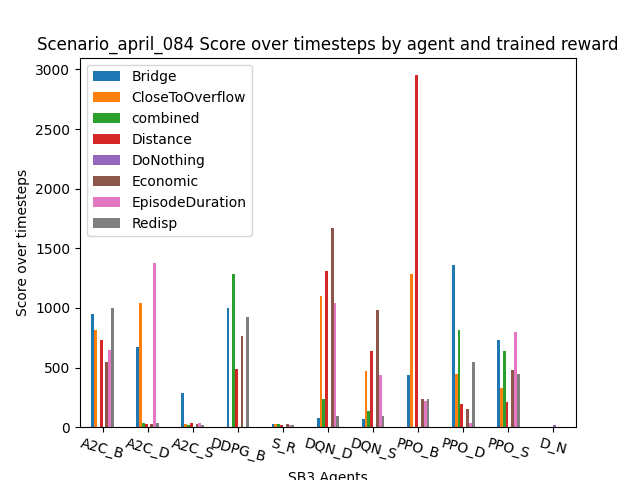 Scenario_april_084 Score over timesteps by agent and trained reward
Score over timesteps
3000
2500
2000
1500
1000
500
0
Bridge
CloseToOverflow
combined
Distance
DoNothing
Economic
EpisodeDuration
Redisp
A2C_B
A2C_D
A2C_S
DDPG_B
S_R
DQN_D
DQN_S
PPO_B
PPO_D
PPO_S
D_N
SB3 Agents